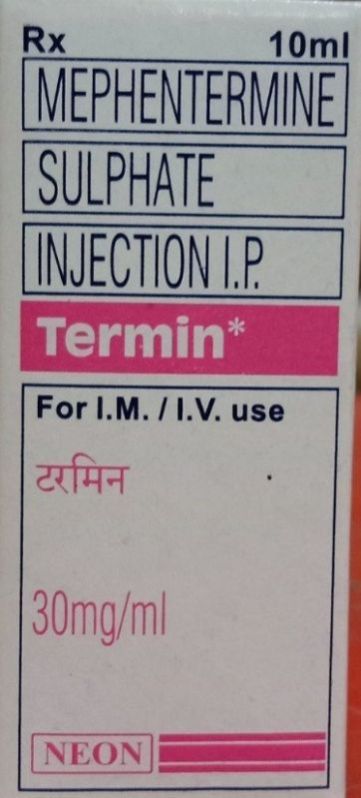 Rx 10ml
MEPHENTERMINE
SULPHATE
INJECTION I.P.
Termin*
For I.M. / I.V. use
टरमिन
30mg/ml
NEON